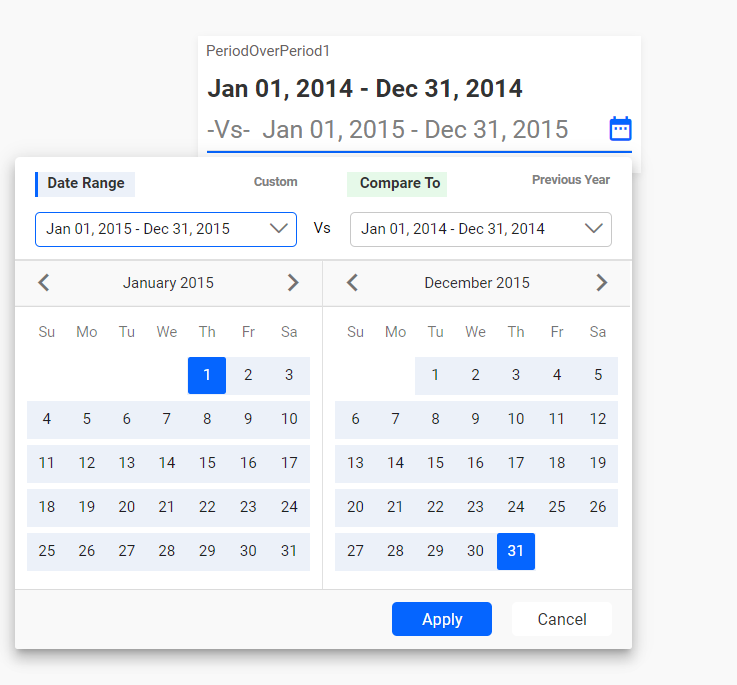 PeriodOverPeriod1
Jan 01, 2014 - Dec 31, 2014
-Vs- Jan 01, 2015 - Dec 31, 2015
Date Range Custom Compare To Previous Year
Jan 01, 2015 - Dec 31, 2015 Vs Jan 01, 2014 - Dec 31, 2014
January 2015 December 2015
Su Mo Tu We Th Fr Sa Su Mo Tu We Th Fr Sa
1 2 3 1 2 3 4 5
4 5 6 7 8 9 10 6 7 8 9 10 11 12
11 12 13 14 15 16 17 13 14 15 16 17 18 19
18 19 20 21 22 23 24 20 21 22 23 24 25 26
25 26 27 28 29 30 31 27 28 29 30 31
Apply Cancel